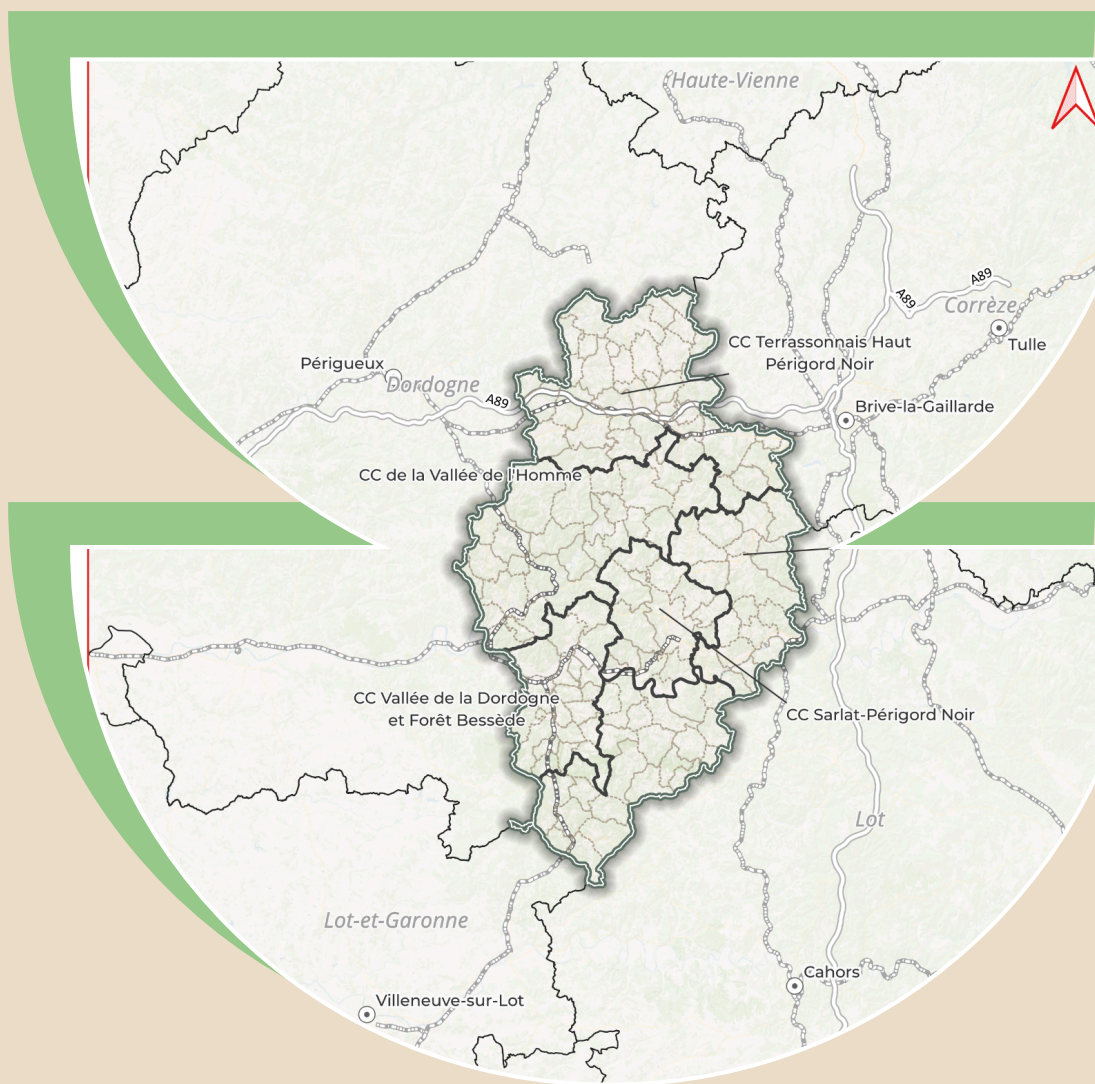 Haute-Vienne
A89
A89
Corrèze
Tulle
CC Terrassonnais Haut
Périgord Noir
Périgueux
Dordogne
A89
Brive-la-Gaillarde
CC de la Vallée de l'Homme
CC Vallée de la Dordogne
et Forêt Bessède
CC Sarlat-Périgord Noir
Lot
Lot-et-Garonne
Cahors
Villeneuve-sur-Lot